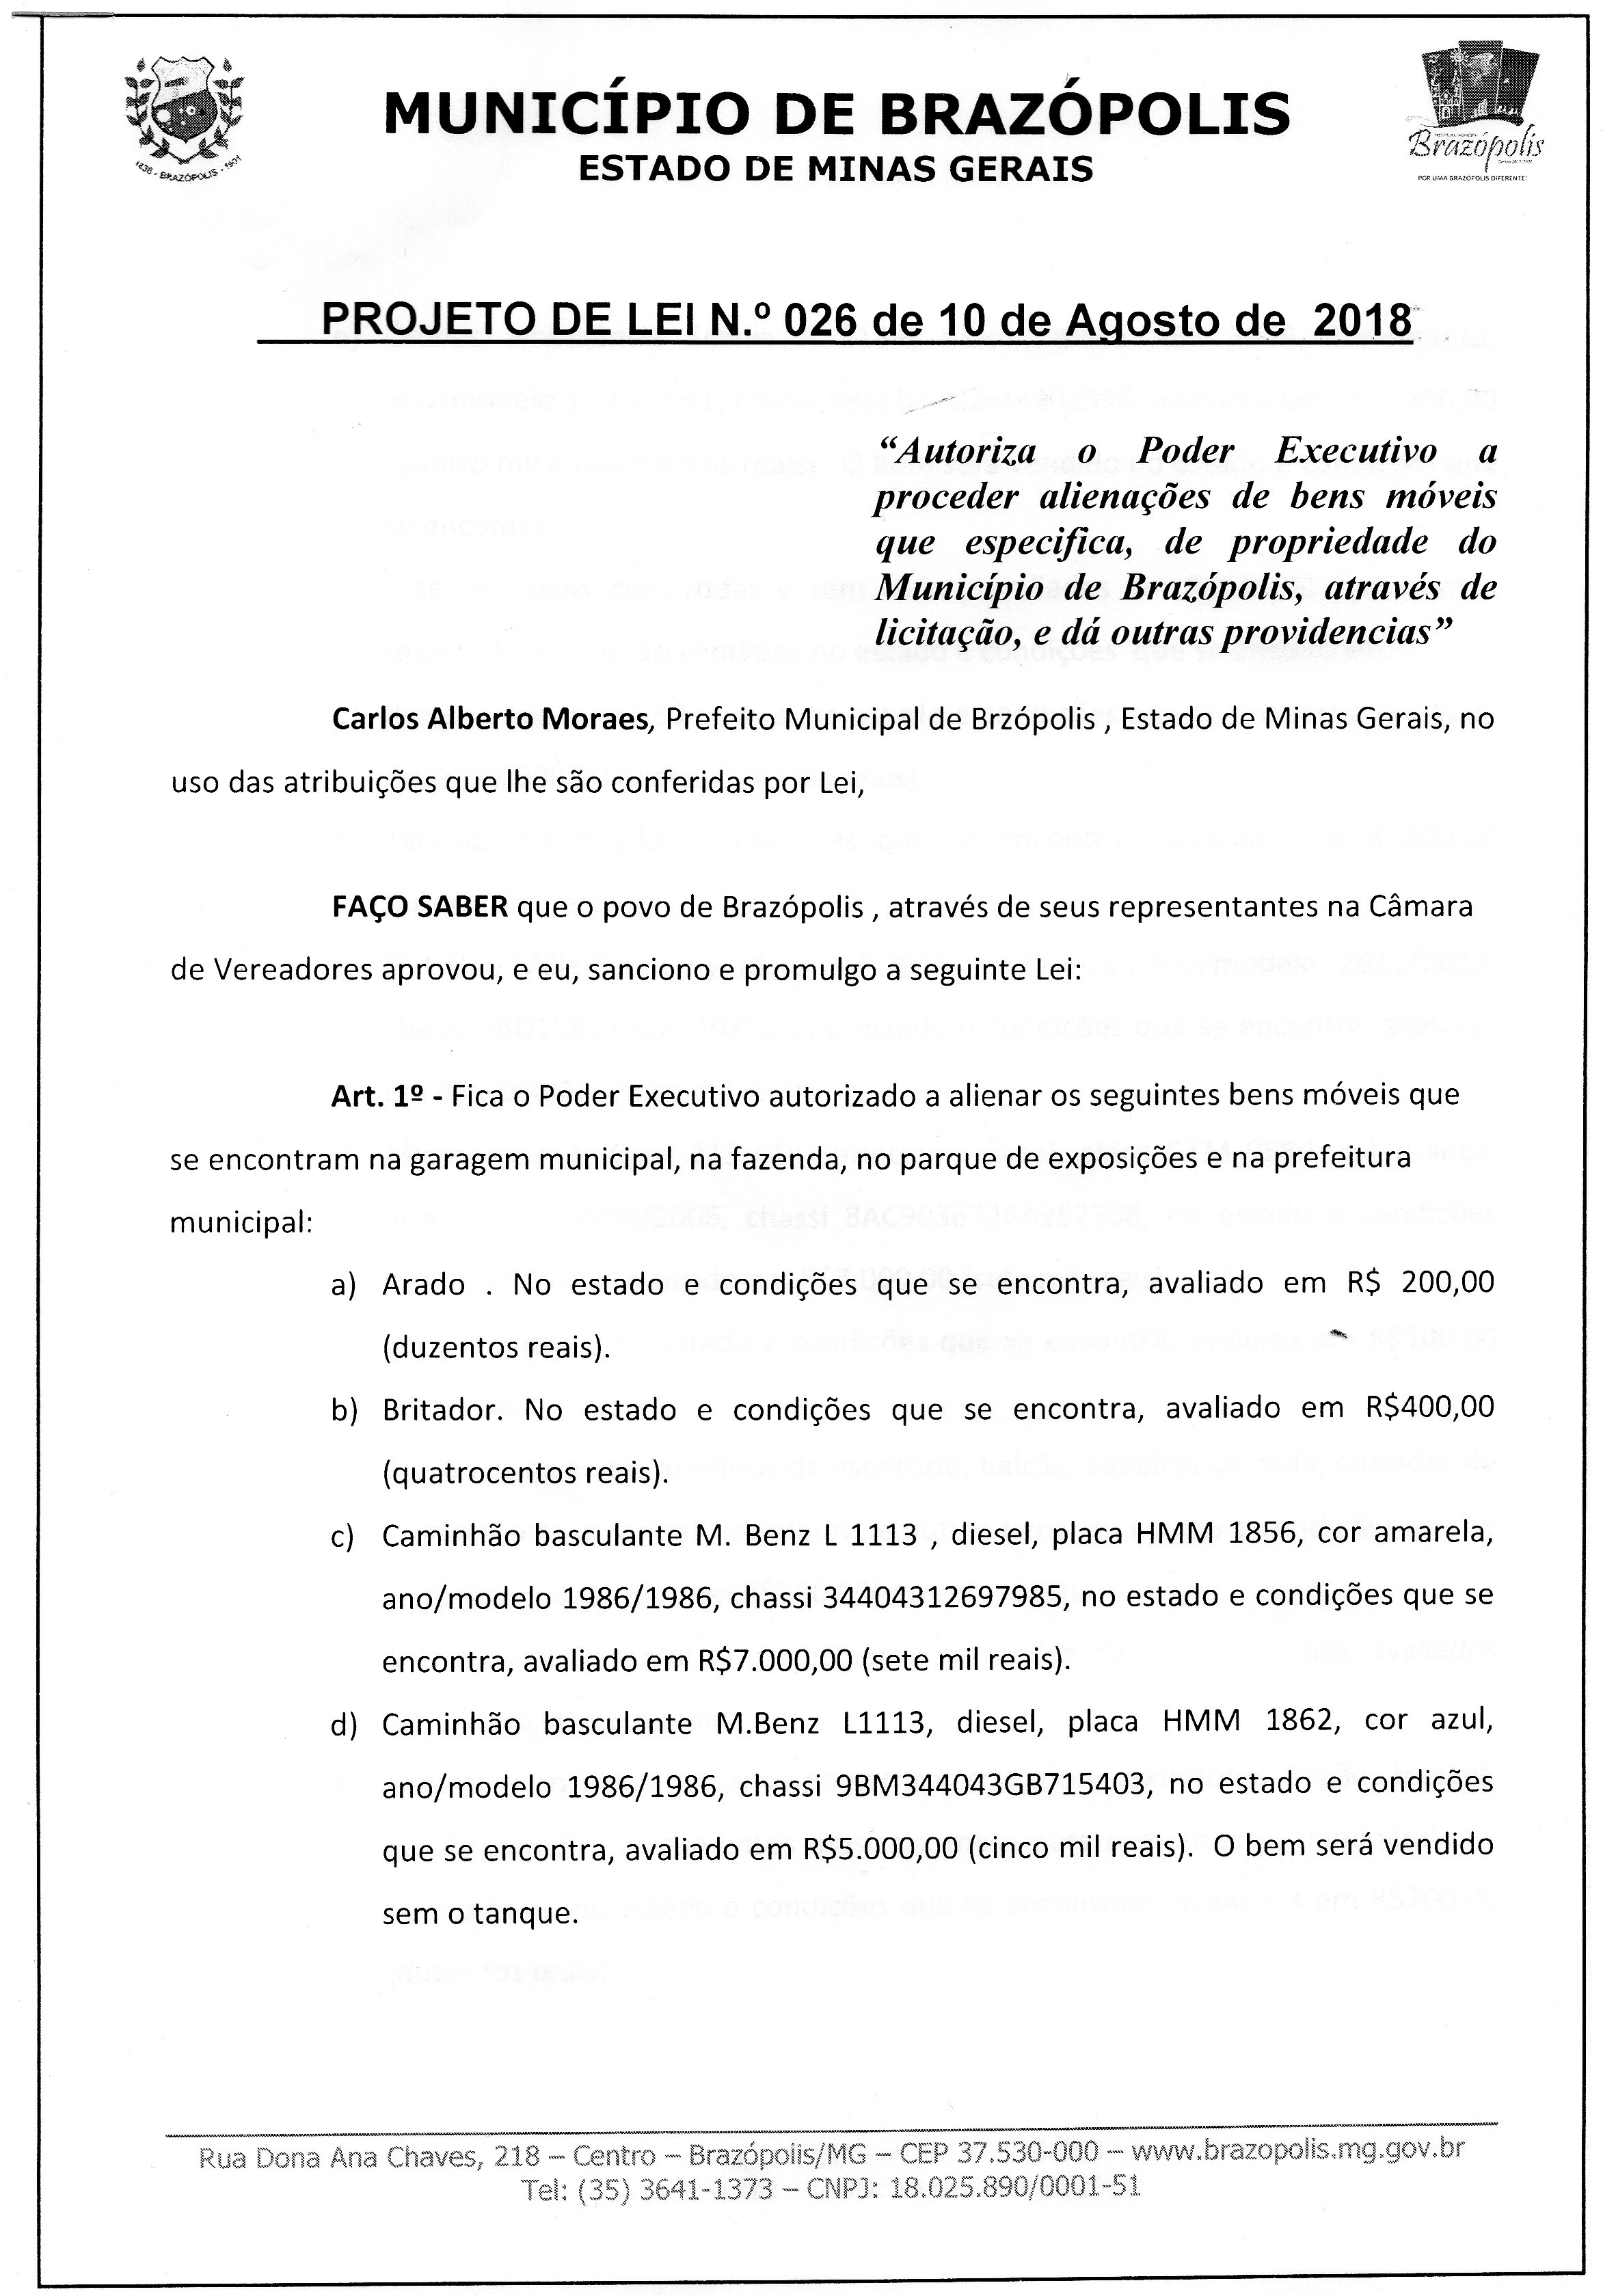 MUNICÍPIO DE BRAZÓPOLIS
ESTADO DE MINAS GERAIS
- BRAZÓPOLIS -
Brazópolis
POR UMA BRAZÓPOLIS DIFERENTE!
PROJETO DE LEI N.º 026 de 10 de Agosto de 2018
“Autoriza o Poder Executivo a
proceder alienações de bens móveis
que especifica, de propriedade do
Município de Brazópolis, através de
licitação, e dá outras providencias”
Carlos Alberto Moraes, Prefeito Municipal de Brzópolis , Estado de Minas Gerais, no
uso das atribuições que lhe são conferidas por Lei,
FAÇO SABER que o povo de Brazópolis , através de seus representantes na Câmara
de Vereadores aprovou, e eu, sanciono e promulgo a seguinte Lei:
Art. 1º - Fica o Poder Executivo autorizado a alienar os seguintes bens móveis que
se encontram na garagem municipal, na fazenda, no parque de exposições e na prefeitura
municipal:
a) Arado . No estado e condições que se encontra, avaliado em R$ 200,00
(duzentos reais).
b) Britador. No estado e condições que se encontra, avaliado em R$400,00
(quatrocentos reais).
c) Caminhão basculante M. Benz L 1113 , diesel, placa HMM 1856, cor amarela,
ano/modelo 1986/1986, chassi 34404312697985, no estado e condições que se
encontra, avaliado em R$7.000,00 (sete mil reais).
d) Caminhão basculante M.Benz L1113, diesel, placa HMM 1862, cor azul,
ano/modelo 1986/1986, chassi 9BM344043GB715403, no estado e condições
que se encontra, avaliado em R$5.000,00 (cinco mil reais). O bem será vendido
sem o tanque.
Rua Dona Ana Chaves, 218 – Centro – Brazópolis/MG – CEP 37.530-000 – www.brazopolis.mg.gov.br
Tel: (35) 3641-1373 – CNPJ: 18.025.890/0001-51